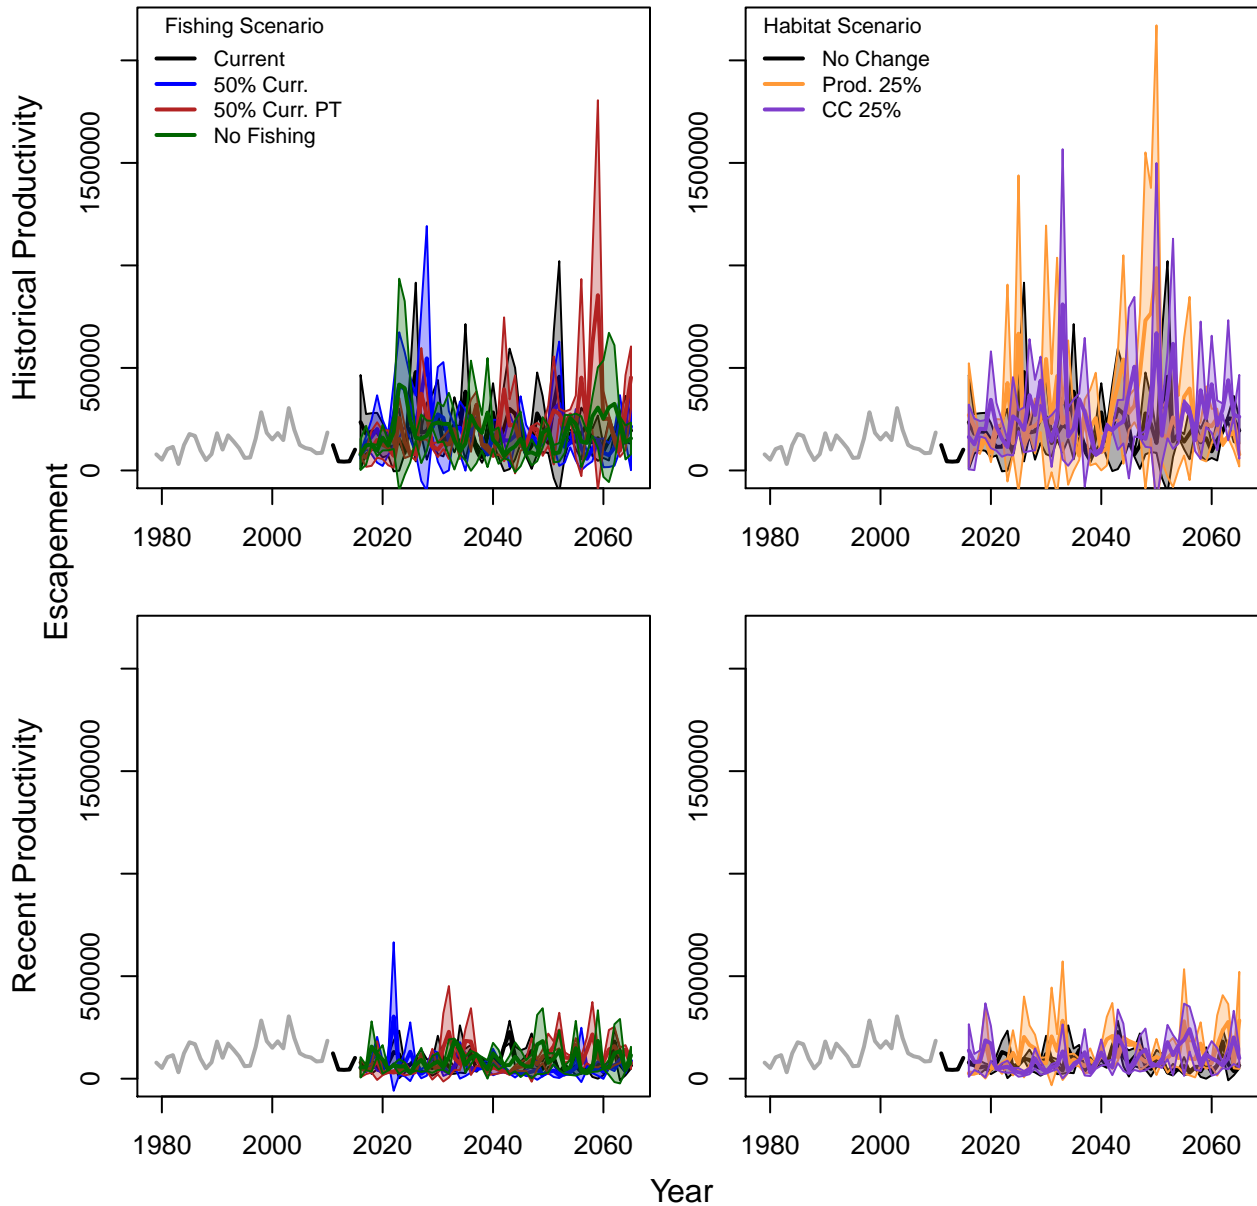 Fishing Scenario
Current
50% Curr.
50% Curr. PT
No Fishing
Habitat Scenario
No Change
Prod. 25%
CC 25%
Historical Productivity
0
500000
1500000
0
500000
1500000
1980
2000
2020
2040
2060
1980
2000
2020
2040
2060
Escapement
Recent Productivity
0
500000
1500000
0
500000
1500000
1980
2000
2020
2040
2060
1980
2000
2020
2040
2060
Year